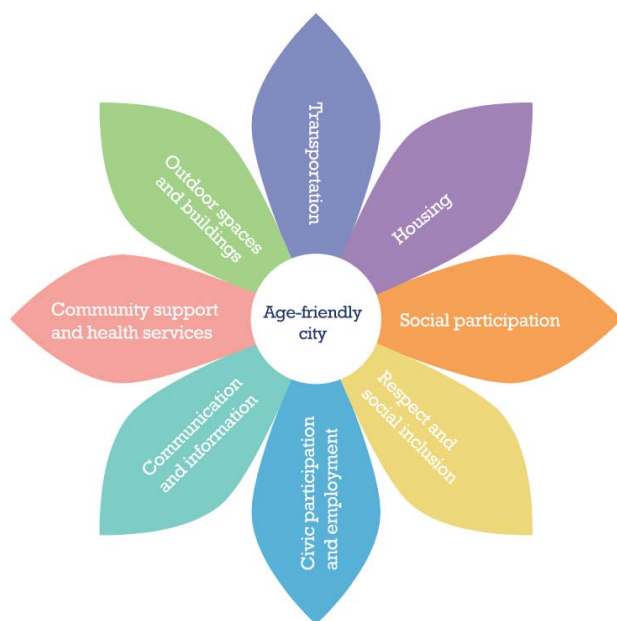 Transportation
Housing
Social participation
Respect and
social inclusion
Civic participation
and employment
Communication
and information
Community support
and health services
Outdoor spaces
and buildings
Age-friendly
city